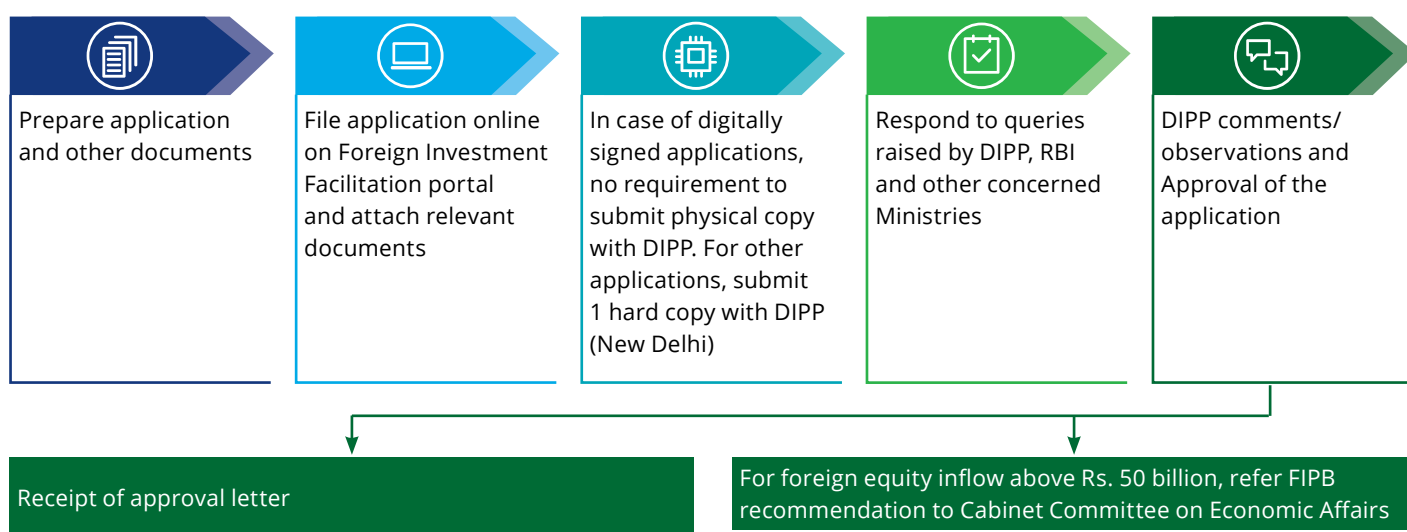 Prepare application
and other documents
File application online
on Foreign Investment
Facilitation portal
and attach relevant
documents
In case of digitally
signed applications,
no requirement to
submit physical copy
with DIPP. For other
applications, submit
1 hard copy with DIPP
(New Delhi)
Respond to queries
raised by DIPP, RBI
and other concerned
Ministries
DIPP comments/
observations and
Approval of the
application
Receipt of approval letter
For foreign equity inflow above Rs. 50 billion, refer FIPB
recommendation to Cabinet Committee on Economic Affairs